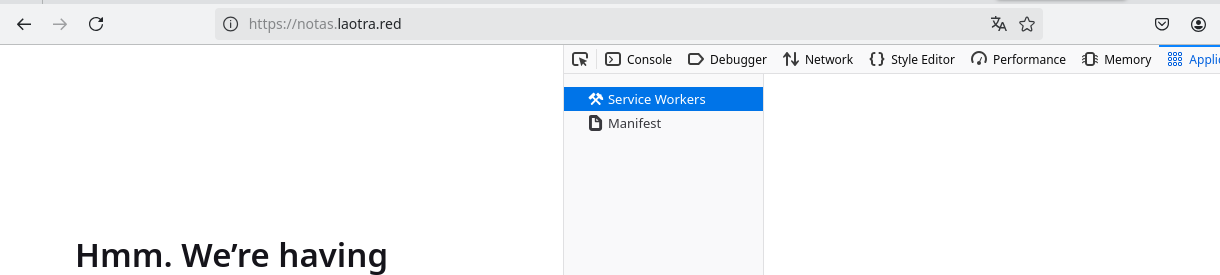 https://notas.laotra.red
Console Debugger Network Style Editor Performance Memory Applic
Service Workers
Manifest
Hmm. We’re having